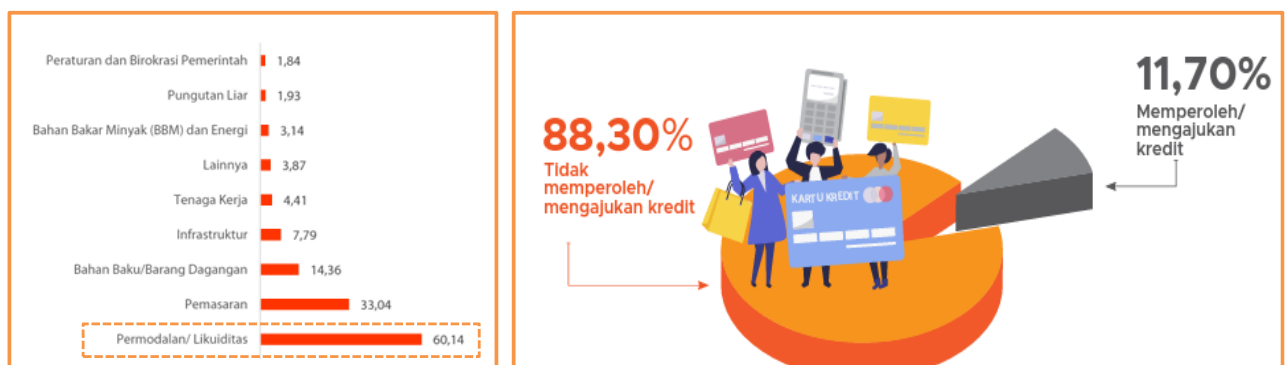 Peraturan dan Birokrasi Pemerintah 1,84
Pungutan Liar 1,93
Bahan Bakar Minyak (BBM) dan Energi 3,14
Lainnya 3,87
Tenaga Kerja 4,41
Infrastruktur 7,79
Bahan Baku/Barang Dagangan 14,36
Pemasaran 33,04
Permodalan/ Likuiditas 60,14
88,30%
Tidak
memperoleh/
mengajukan kredit
KARTU KREDIT
11,70%
Memperoleh/
mengajukan
kredit